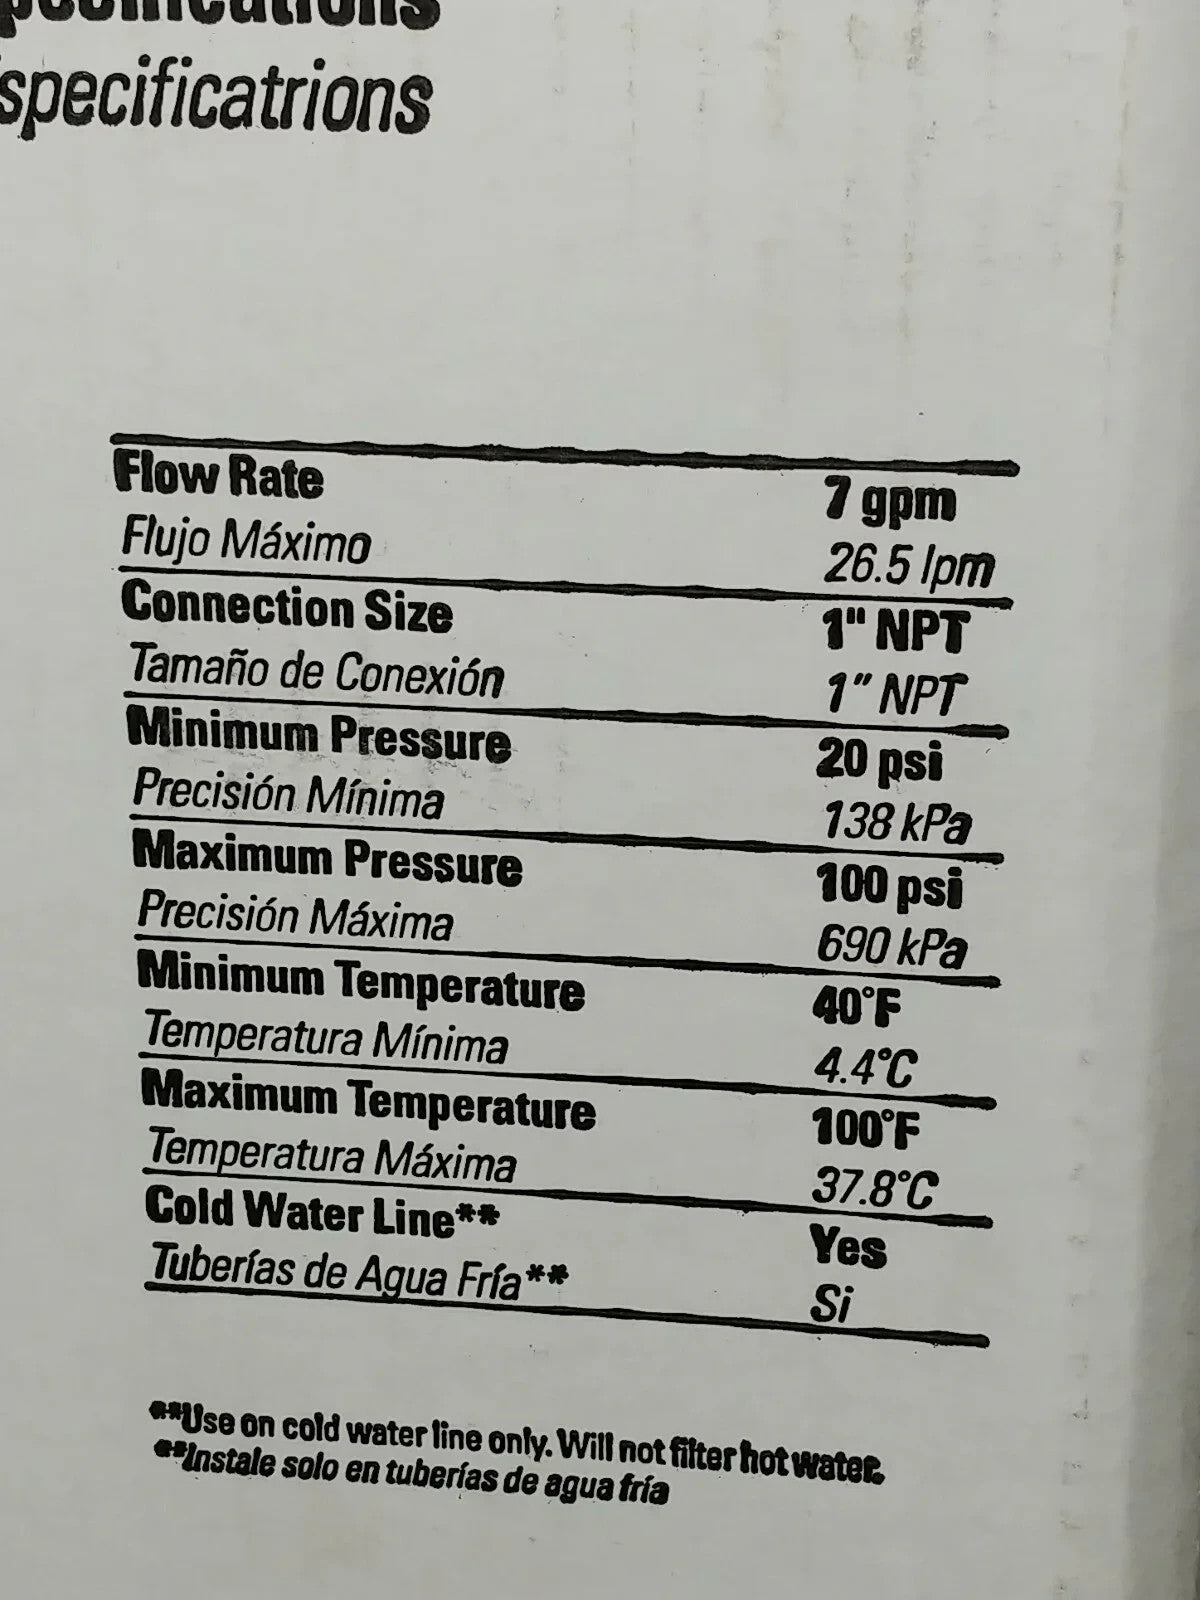 specificatrions
Flow Rate 7 gpm
Flujo Máximo 26.5 lpm
Connection Size 1" NPT
Tamaño de Conexión 1" NPT
Minimum Pressure 20 psi
Precisión Mínima 138 kPa
Maximum Pressure 100 psi
Precisión Máxima 690 kPa
Minimum Temperature 40°F
Temperatura Mínima 4.4°C
Maximum Temperature 100°F
Temperatura Máxima 37.8°C
Cold Water Line** Yes
Tuberías de Agua Fría** Si
**Use on cold water line only. Will not filter hot water.
**Instale solo en tuberías de agua fría